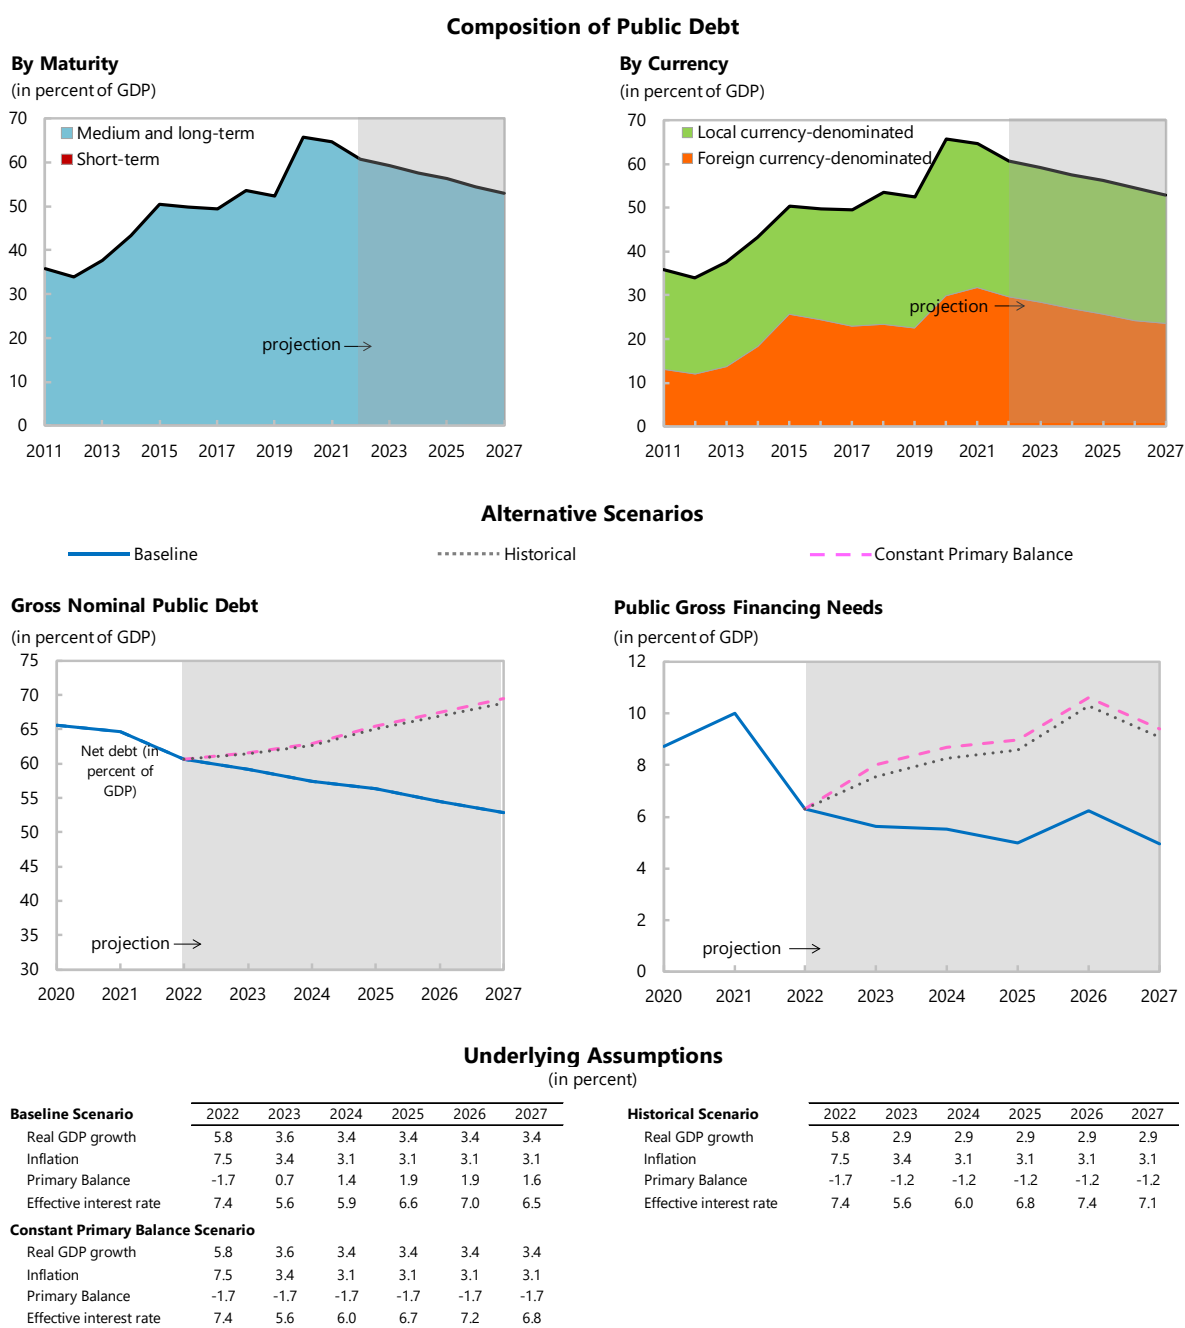 Composition of Public Debt
By Maturity
(in percent of GDP)
70
60
50
40
30
20
10
0
Medium and long-term
Short-term
projection
2011 2013 2015 2017 2019 2021 2023 2025 2027
By Currency
(in percent of GDP)
70
60
50
40
30
20
10
0
Local currency-denominated
Foreign currency-denominated
projection
2011 2013 2015 2017 2019 2021 2023 2025 2027
Alternative Scenarios
Baseline Historical Constant Primary Balance
Gross Nominal Public Debt
(in percent of GDP)
75
70
65
60
55
50
45
40
35
30
Net debt (in
percent of
GDP)
projection
2020 2021 2022 2023 2024 2025 2026 2027
Public Gross Financing Needs
(in percent of GDP)
12
10
8
6
4
2
0
projection
2020 2021 2022 2023 2024 2025 2026 2027
Underlying Assumptions
(in percent)
Baseline Scenario 2022 2023 2024 2025 2026 2027
Real GDP growth 5.8 3.6 3.4 3.4 3.4 3.4
Inflation 7.5 3.4 3.1 3.1 3.1 3.1
Primary Balance -1.7 0.7 1.4 1.9 1.9 1.6
Effective interest rate 7.4 5.6 5.9 6.6 7.0 6.5
Constant Primary Balance Scenario
Real GDP growth 5.8 3.6 3.4 3.4 3.4 3.4
Inflation 7.5 3.4 3.1 3.1 3.1 3.1
Primary Balance -1.7 -1.7 -1.7 -1.7 -1.7 -1.7
Effective interest rate 7.4 5.6 6.0 6.7 7.2 6.8
Historical Scenario 2022 2023 2024 2025 2026 2027
Real GDP growth 5.8 2.9 2.9 2.9 2.9 2.9
Inflation 7.5 3.4 3.1 3.1 3.1 3.1
Primary Balance -1.7 -1.2 -1.2 -1.2 -1.2 -1.2
Effective interest rate 7.4 5.6 6.0 6.8 7.4 7.1